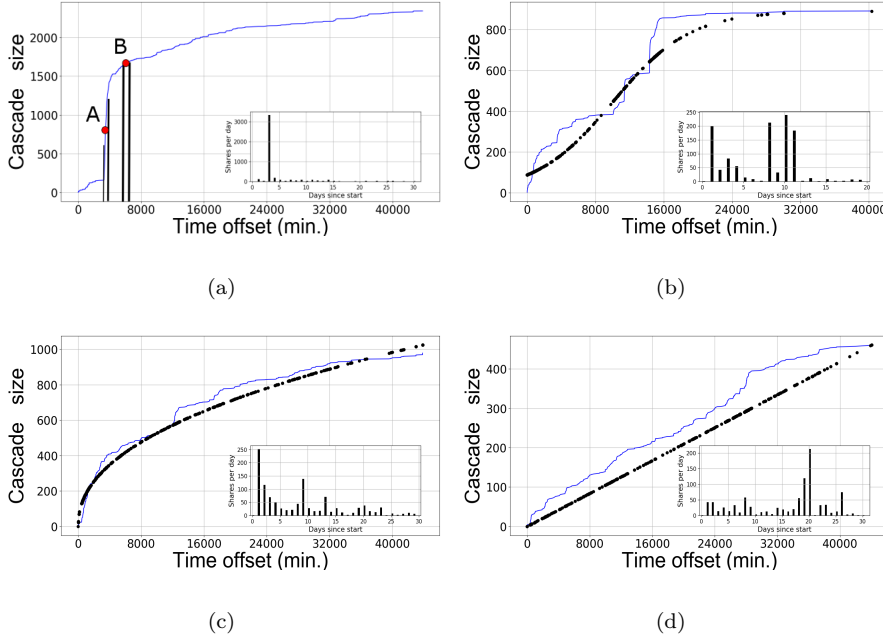 2000
1500
1000
500
0
Cascade size
A
B
3000
2000
1000
0
Shares per day
0 5 10 15 20 25 30
Days since start
0 8000 16000 24000 32000 40000
Time offset (min.)
(a)
800
600
400
200
0
Cascade size
250
200
150
100
50
0
Shares per day
0 5 10 15 20
Days since start
0 8000 16000 24000 32000
Time offset (min.)
(b)
1000
800
600
400
200
0
Cascade size
250
200
150
100
50
0
Shares per day
0 5 10 15 20 25 30
Days since start
0 8000 16000 24000 32000 40000
Time offset (min.)
(c)
400
300
200
100
0
Cascade size
200
150
100
50
0
Shares per day
0 5 10 15 20 25 30
Days since start
0 8000 16000 24000 32000 40000
Time offset (min.)
(d)